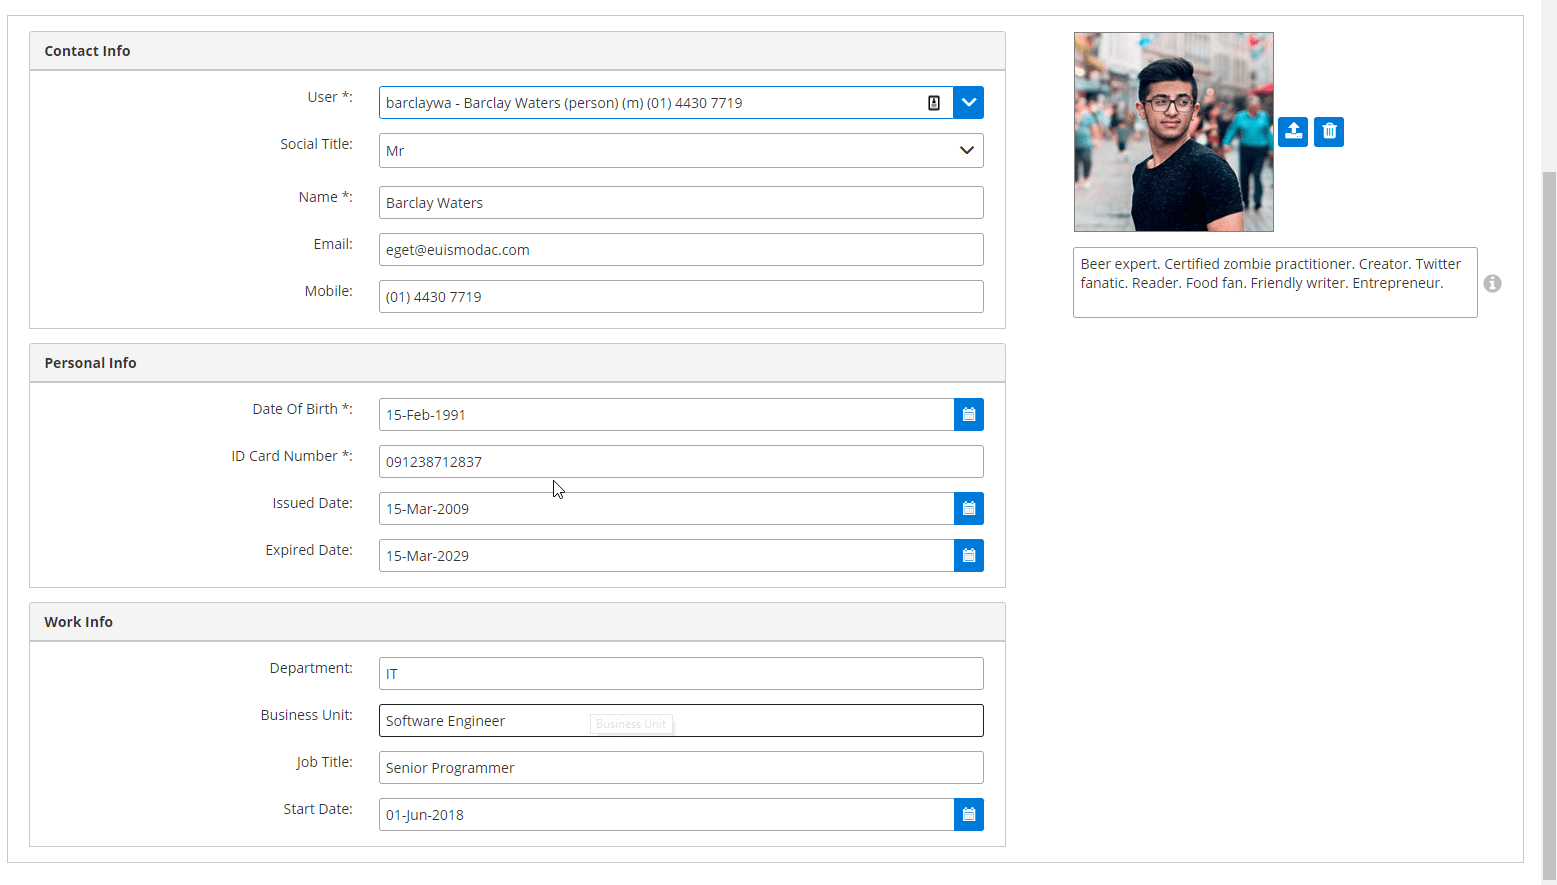 Contact Info
User *:
barclaywa - Barclay Waters (person) (m) (01) 4430 7719
Social Title:
Mr
Name *:
Barclay Waters
Email:
eget@euismodac.com
Mobile:
(01) 4430 7719
Beer expert. Certified zombie practitioner. Creator. Twitter
fanatic. Reader. Food fan. Friendly writer. Entrepreneur.
Personal Info
Date Of Birth *:
15-Feb-1991
ID Card Number *:
091238712837
Issued Date:
15-Mar-2009
Expired Date:
15-Mar-2029
Work Info
Department:
IT
Business Unit:
Software Engineer
Business Unit
Job Title:
Senior Programmer
Start Date:
01-Jun-2018